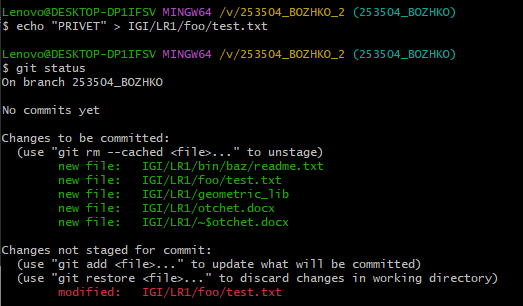 Lenovo@DESKTOP-DP1IFSV MINGW64 /v/253504_BOZHKO_2 (253504_BOZHKO)
$ echo "PRIVET" > IGI/LR1/foo/test.txt
Lenovo@DESKTOP-DP1IFSV MINGW64 /v/253504_BOZHKO_2 (253504_BOZHKO)
$ git status
On branch 253504_BOZHKO
No commits yet
Changes to be committed:
  (use "git rm --cached <file>..." to unstage)
        new file:   IGI/LR1/bin/baz/readme.txt
        new file:   IGI/LR1/foo/test.txt
        new file:   IGI/LR1/geometric_lib
        new file:   IGI/LR1/otchet.docx
        new file:   IGI/LR1/~$otchet.docx
Changes not staged for commit:
  (use "git add <file>..." to update what will be committed)
  (use "git restore <file>..." to discard changes in working directory)
        modified:   IGI/LR1/foo/test.txt